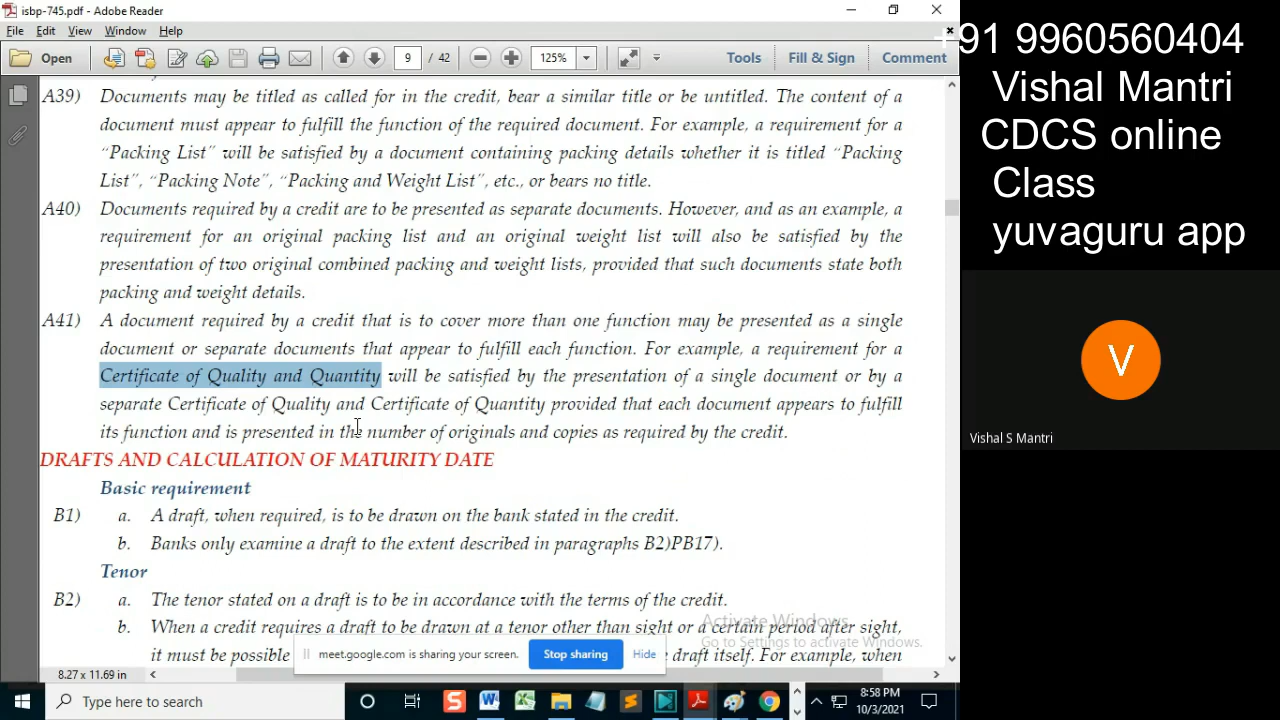 isbp-745.pdf - Adobe Reader
File Edit View Window Help
Open 9 / 42 125% Tools Fill & Sign Comment
A39) Documents may be titled as called for in the credit, bear a similar title or be untitled. The content of a
document must appear to fulfill the function of the required document. For example, a requirement for a
“Packing List” will be satisfied by a document containing packing details whether it is titled “Packing
List”, “Packing Note”, “Packing and Weight List”, etc., or bears no title.
A40) Documents required by a credit are to be presented as separate documents. However, and as an example, a
requirement for an original packing list and an original weight list will also be satisfied by the
presentation of two original combined packing and weight lists, provided that such documents state both
packing and weight details.
A41) A document required by a credit that is to cover more than one function may be presented as a single
document or separate documents that appear to fulfill each function. For example, a requirement for a
Certificate of Quality and Quantity will be satisfied by the presentation of a single document or by a
separate Certificate of Quality and Certificate of Quantity provided that each document appears to fulfill
its function and is presented in the number of originals and copies as required by the credit.
DRAFTS AND CALCULATION OF MATURITY DATE
Basic requirement
B1) a. A draft, when required, is to be drawn on the bank stated in the credit.
b. Banks only examine a draft to the extent described in paragraphs B2)PB17).
Tenor
B2) a. The tenor stated on a draft is to be in accordance with the terms of the credit.
b. When a credit requires a draft to be drawn at a tenor other than sight or a certain period after sight,
it must be possible draft itself. For example, when
Activate Windows
Go to Settings to activate Windows.
meet.google.com is sharing your screen. Stop sharing Hide
8.27 x 11.69 in
Type here to search
8:58 PM
10/3/2021
+91 9960560404
Vishal Mantri
CDCS online
Class
yuvaguru app
V
Vishal S Mantri